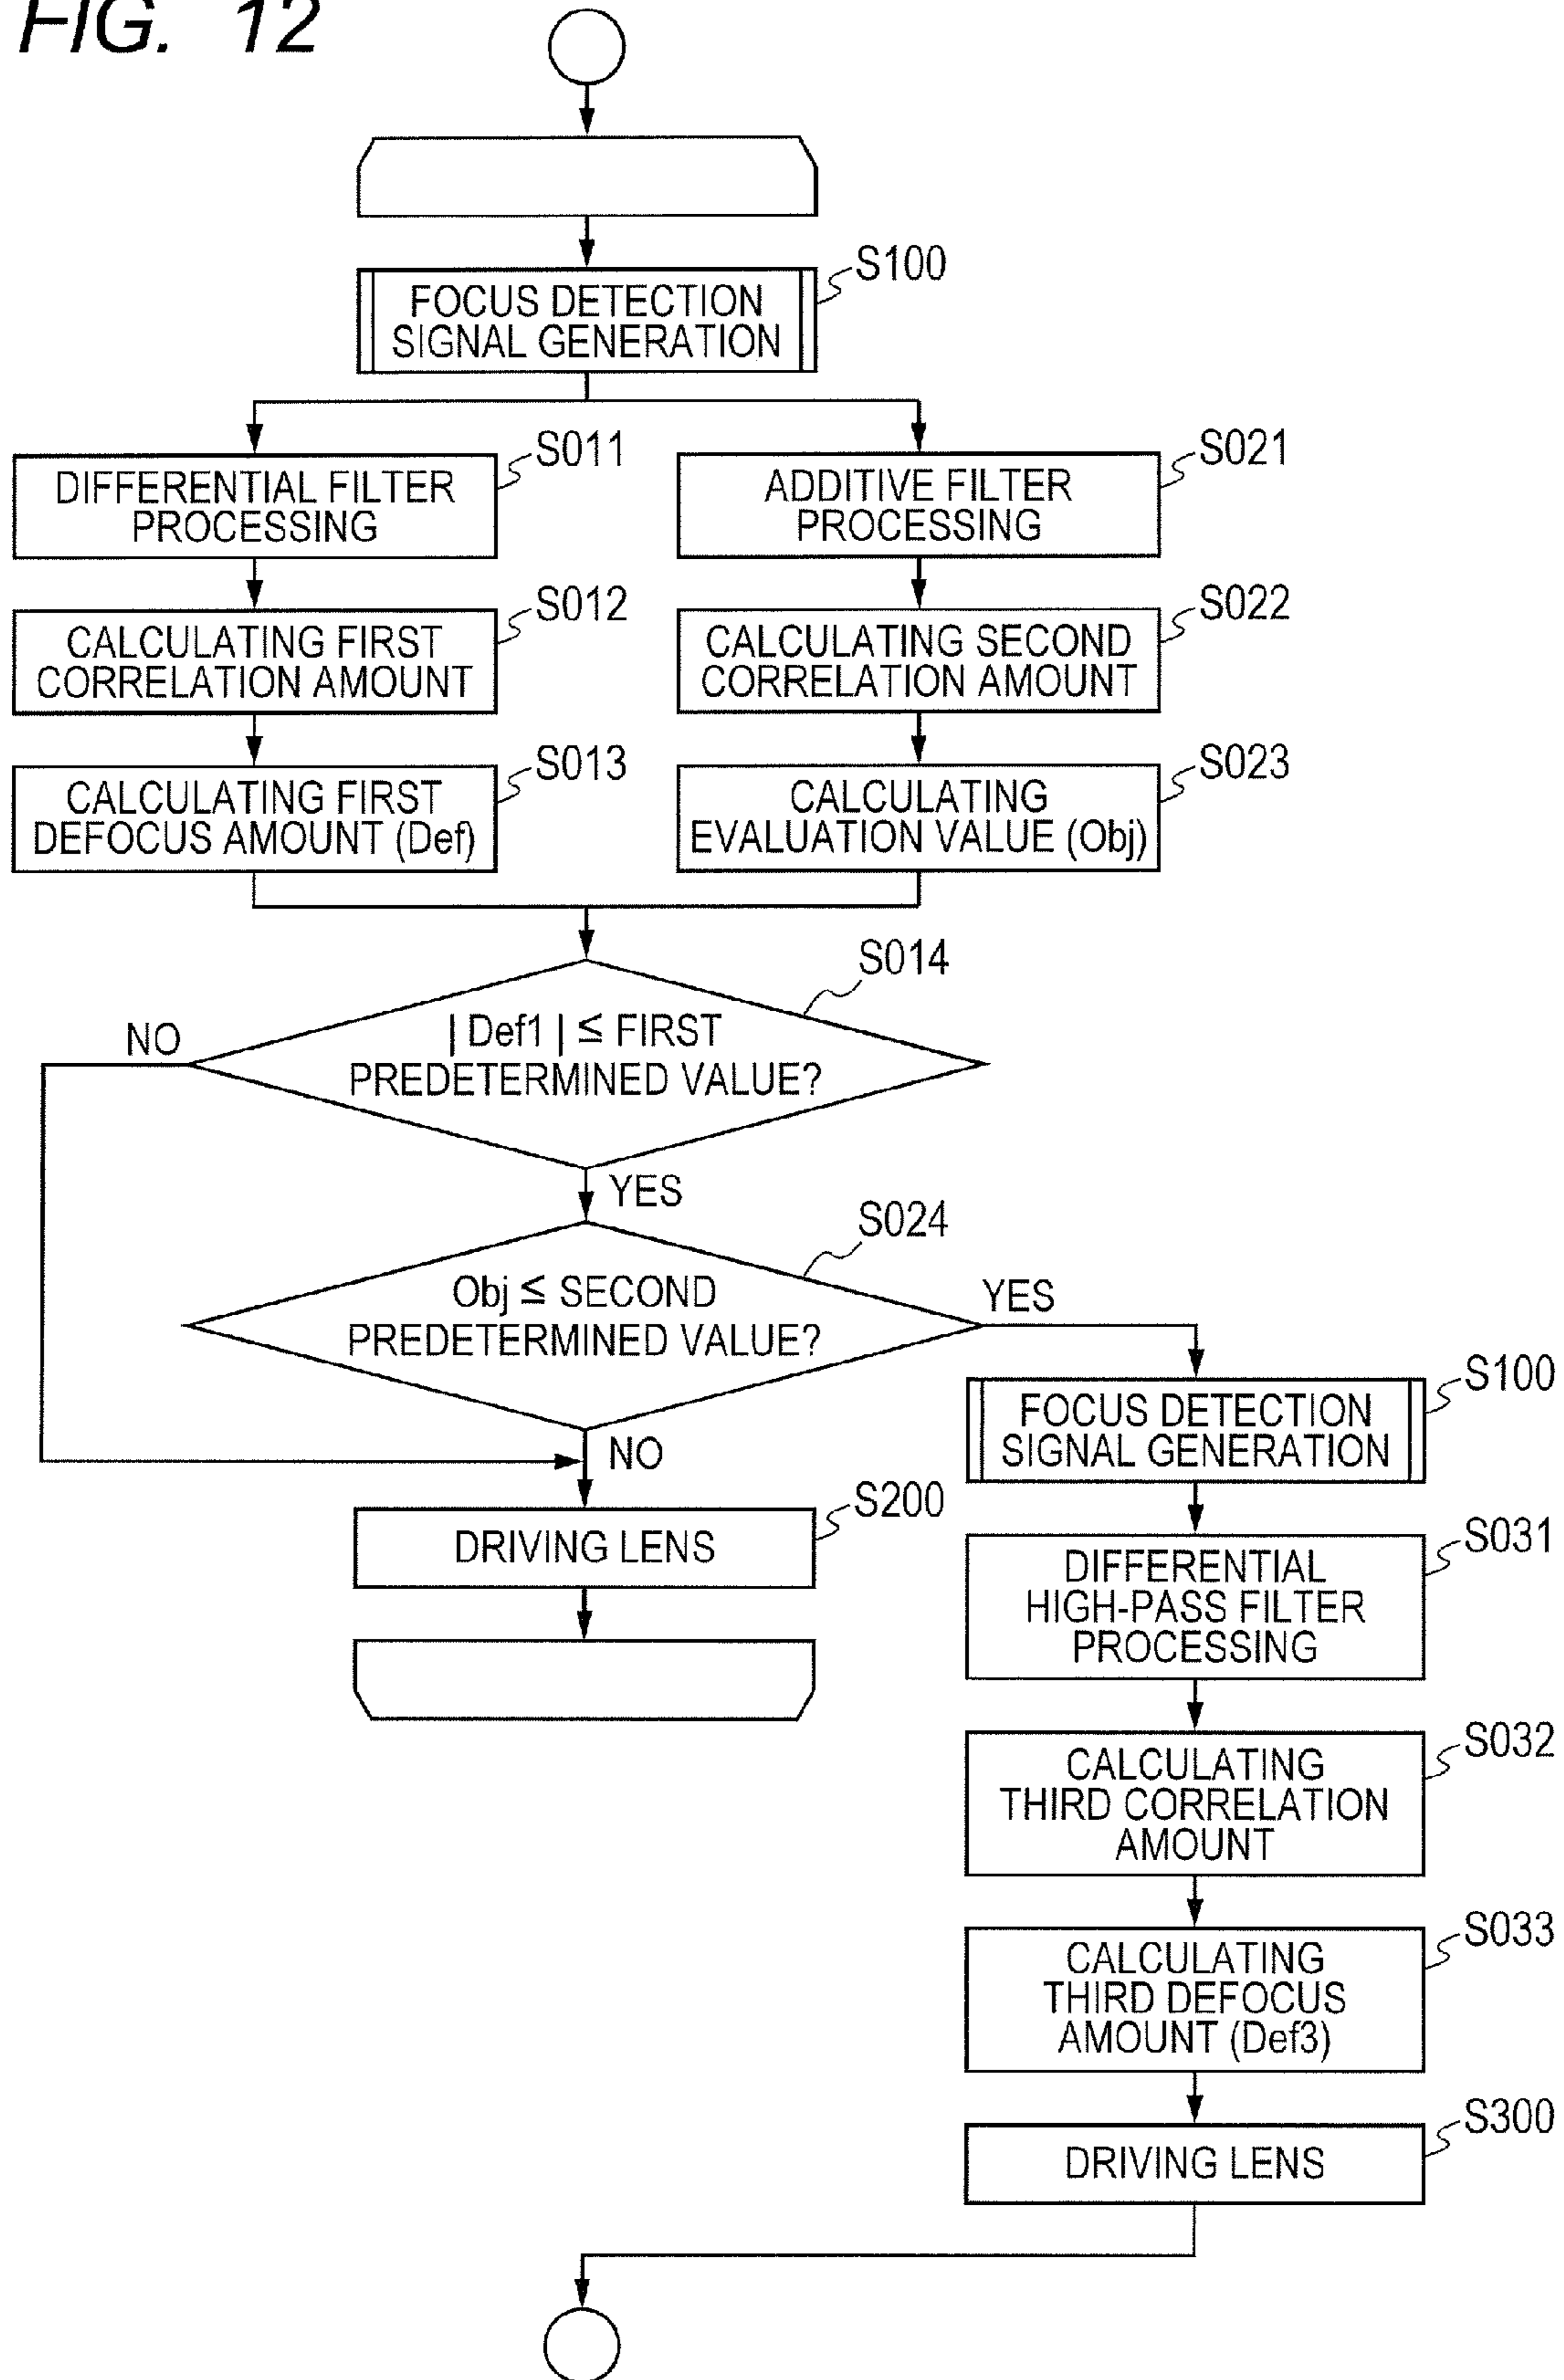 FIG. 12
S100
FOCUS DETECTION
SIGNAL GENERATION
S011
DIFFERENTIAL FILTER
PROCESSING
S021
ADDITIVE FILTER
PROCESSING
S012
CALCULATING FIRST
CORRELATION AMOUNT
S022
CALCULATING SECOND
CORRELATION AMOUNT
S013
CALCULATING FIRST
DEFOCUS AMOUNT (Def)
S023
CALCULATING
EVALUATION VALUE (Obj)
S014
| Def1 | ≤ FIRST
PREDETERMINED VALUE?
NO
YES
S024
Obj ≤ SECOND
PREDETERMINED VALUE?
YES
NO
S100
FOCUS DETECTION
SIGNAL GENERATION
S200
DRIVING LENS
S031
DIFFERENTIAL
HIGH-PASS FILTER
PROCESSING
S032
CALCULATING
THIRD CORRELATION
AMOUNT
S033
CALCULATING
THIRD DEFOCUS
AMOUNT (Def3)
S300
DRIVING LENS